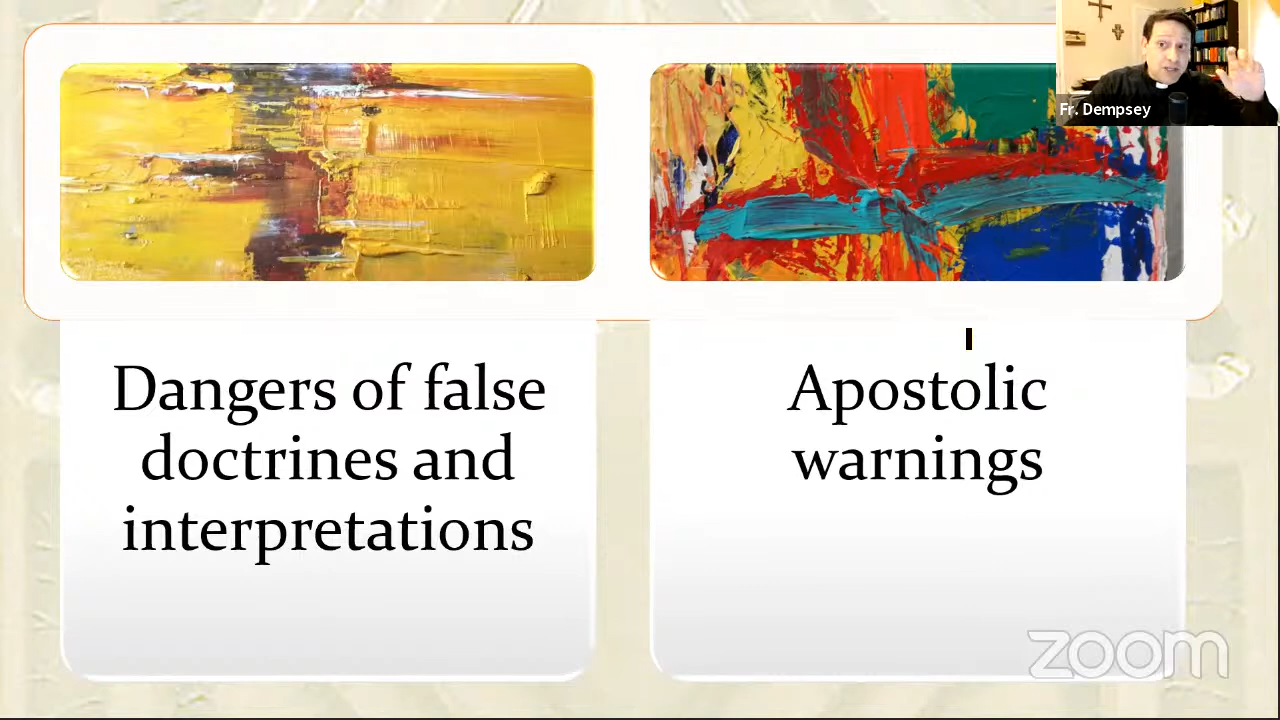 Fr. Dempsey
Dangers of false
doctrines and
interpretations
Apostolic
warnings
zoom